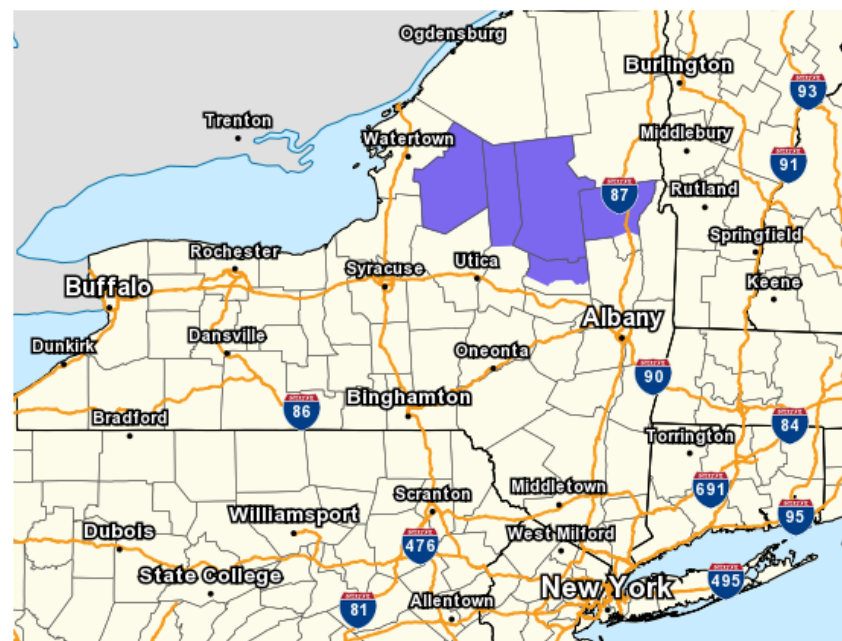 Ogdensburg
Burlington
93
Trenton
Middlebury
Watertown
91
87
Rutland
Springfield
Rochester
Utica
Syracuse
Keene
Buffalo
Albany
Dansville
Dunkirk
Oneonta
90
86
Binghamton
84
Bradford
Torrington
691
Scranton
Middletown
Williamsport
95
Dubois
476
West Milford
State College
495
New York
81
Allentown